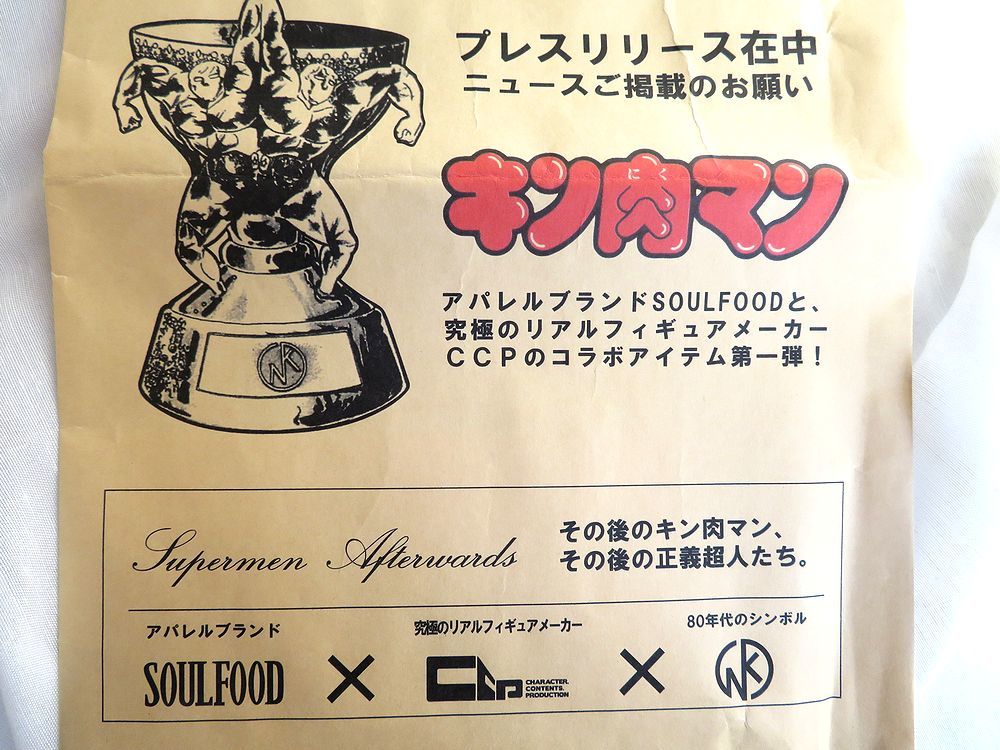 プレスリリース在中
ニュースご掲載のお願い
キン肉マン
にく
アパレルブランドSOULFOODと、
究極のリアルフィギュアメーカー
CCPのコラボアイテム第一弾!
NK
Supermen Afterwards
その後のキン肉マン、
その後の正義超人たち。
アパレルブランド
SOULFOOD
×
究極のリアルフィギュアメーカー
CCP
CHARACTER.
CONTENTS.
PRODUCTION
×
80年代のシンボル
NK